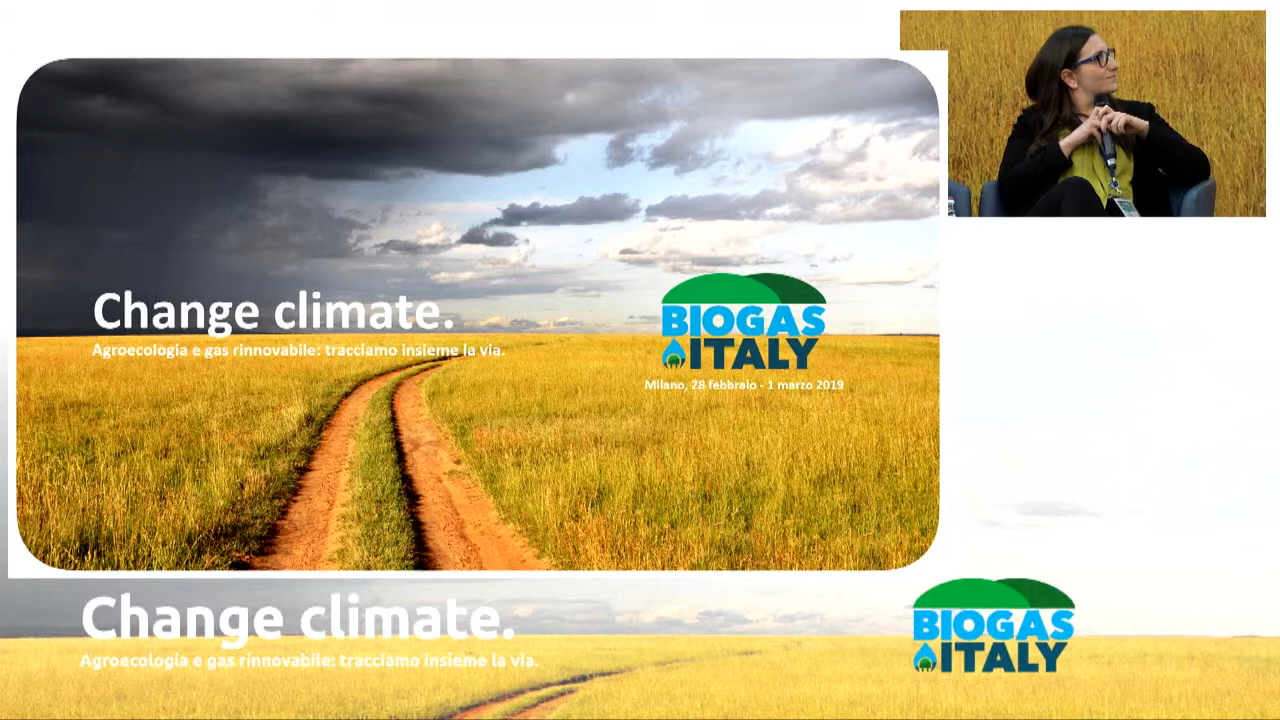 Change climate.
Agroecologia e gas rinnovabile: tracciamo insieme la via.
BIOGAS
ITALY
Milano, 28 febbraio - 1 marzo 2019
Change climate.
Agroecologia e gas rinnovabile: tracciamo insieme la via.
BIOGAS
ITALY